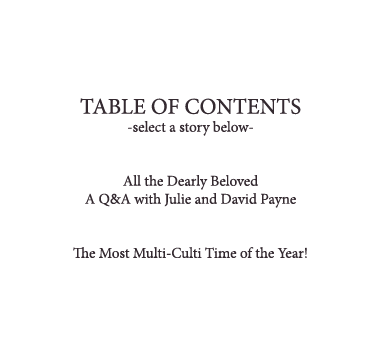 TABLE OF CONTENTS
-select a story below-
All the Dearly Beloved
A Q&A with Julie and David Payne
The Most Multi-Culti Time of the Year!